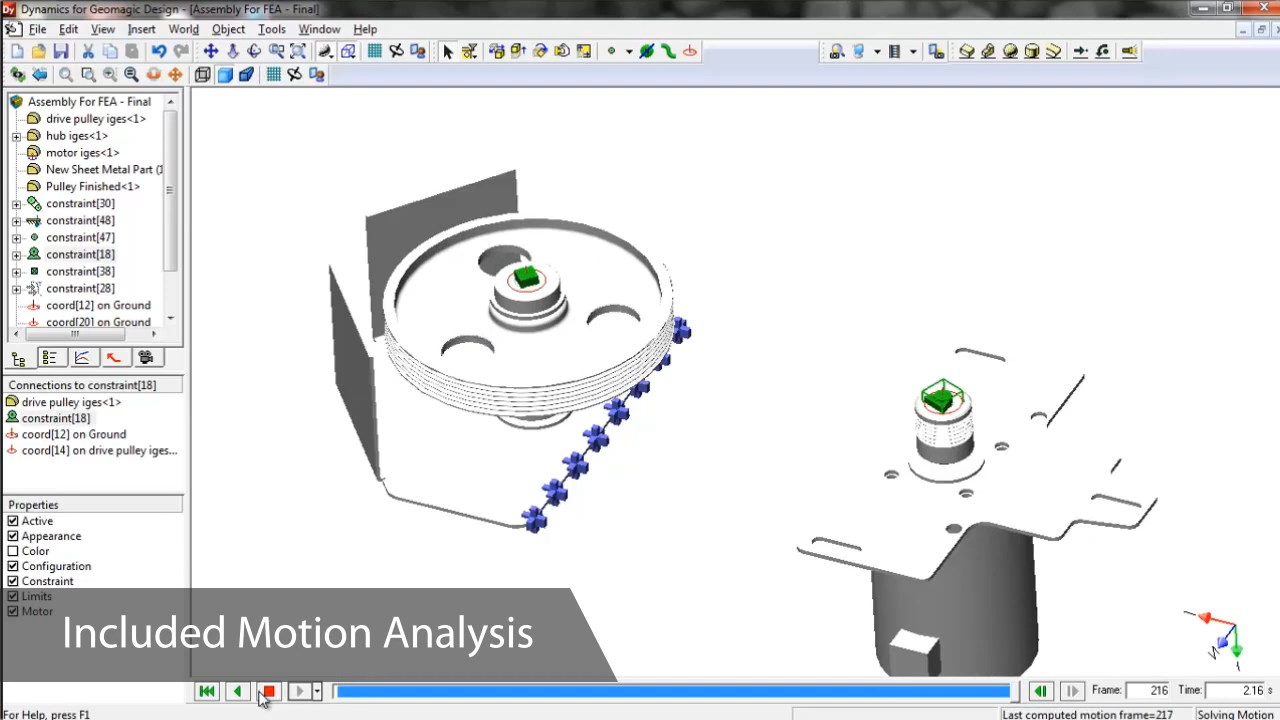 Dynamics for Geomagic Design - [Assembly For FEA - Final]
File Edit View Insert World Object Tools Window Help
Assembly For FEA - Final
drive pulley iges<1>
hub iges<1>
motor iges<1>
New Sheet Metal Part (1
Pulley Finished<1>
constraint[30]
constraint[48]
constraint[47]
constraint[18]
constraint[38]
constraint[28]
coord[12] on Ground
coord[20] on Ground
Connections to constraint[18]
drive pulley iges<1>
constraint[18]
coord[12] on Ground
coord[14] on drive pulley iges...
Properties
Active
Appearance
Color
Configuration
Constraint
Limits
Motor
Included Motion Analysis
Frame: 216 Time: 2.16 s
For Help, press F1
Last computed motion frame=217 Solving Motion